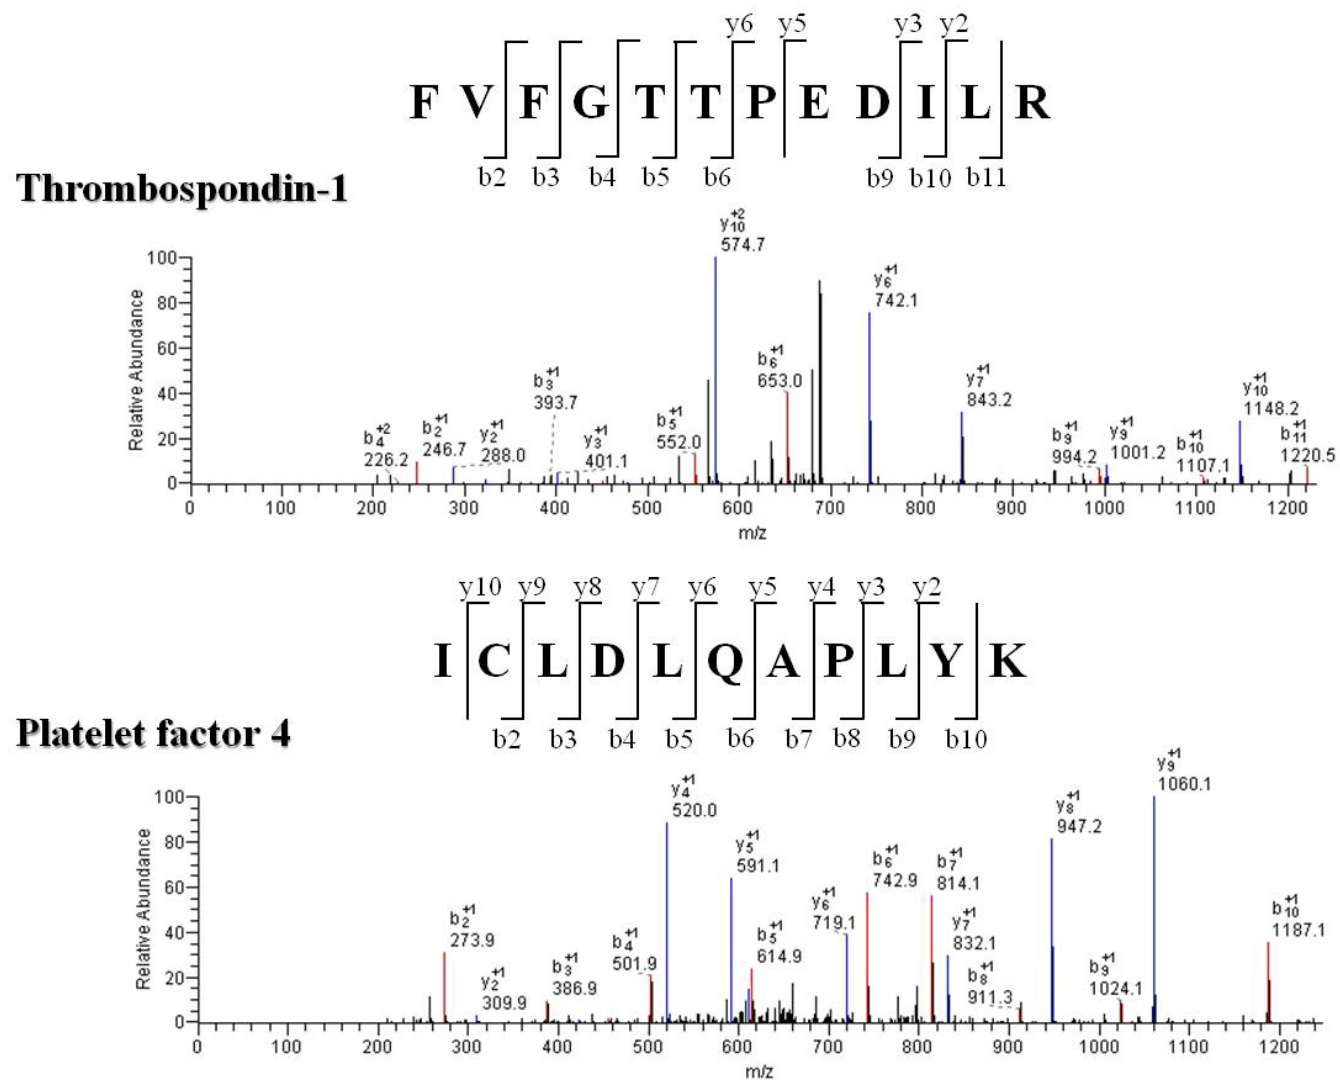 y6 y5 y3 y2
F V F G T T P E D I L R
b2 b3 b4 b5 b6 b9 b10 b11
Thrombospondin-1
Relative Abundance
100
80
60
40
20
0
b4+2
226.2
b2+1
246.7
y2+1
288.0
b3+1
393.7
y3+1
401.1
b5+1
552.0
y10+2
574.7
b6+1
653.0
y6+1
742.1
y7+1
843.2
b9+1
994.2
y9+1
1001.2
b10+1
1107.1
y10+1
1148.2
b11+1
1220.5
0 100 200 300 400 500 600 700 800 900 1000 1100 1200
m/z
y10 y9 y8 y7 y6 y5 y4 y3 y2
I C L D L Q A P L Y K
b2 b3 b4 b5 b6 b7 b8 b9 b10
Platelet factor 4
Relative Abundance
100
80
60
40
20
0
b2+1
273.9
y2+1
309.9
b3+1
386.9
b4+1
501.9
y4+1
520.0
y5+1
591.1
b5+1
614.9
y6+1
719.1
b6+1
742.9
b7+1
814.1
y7+1
832.1
b8+1
911.3
y8+1
947.2
b9+1
1024.1
y9+1
1060.1
b10+1
1187.1
0 100 200 300 400 500 600 700 800 900 1000 1100 1200
m/z